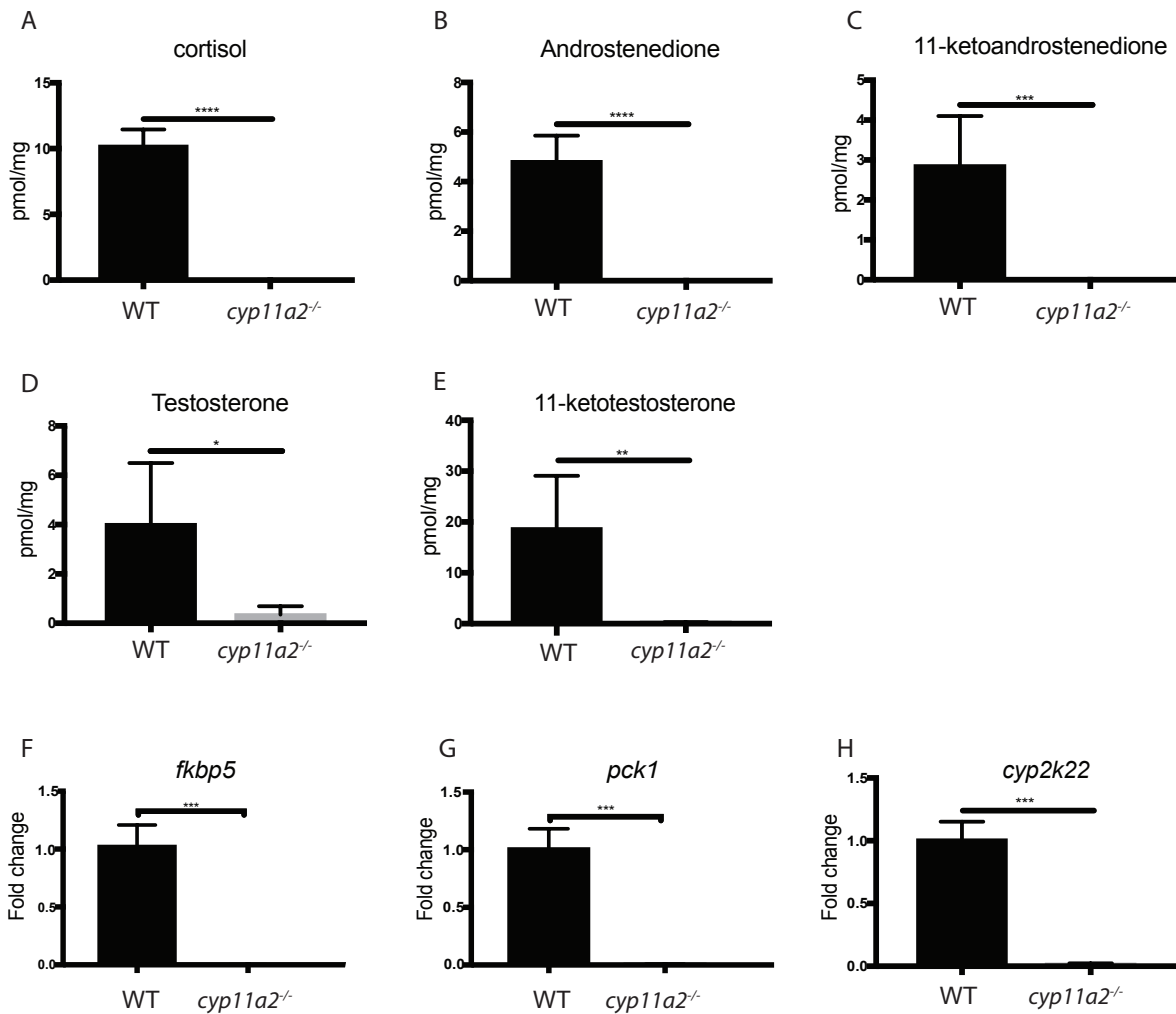 A
cortisol
15
10
5
0
pmol/mg
****
WT
cyp11a2-/-
B
Androstenedione
8
6
4
2
0
pmol/mg
****
WT
cyp11a2-/-
C
11-ketoandrostenedione
5
4
3
2
1
0
pmol/mg
***
WT
cyp11a2-/-
D
Testosterone
8
6
4
2
0
pmol/mg
*
WT
cyp11a2-/-
E
11-ketotestosterone
40
30
20
10
0
pmol/mg
**
WT
cyp11a2-/-
F
fkbp5
1.5
1.0
0.5
0.0
Fold change
***
WT
cyp11a2-/-
G
pck1
1.5
1.0
0.5
0.0
Fold change
***
WT
cyp11a2-/-
H
cyp2k22
1.5
1.0
0.5
0.0
Fold change
***
WT
cyp11a2-/-